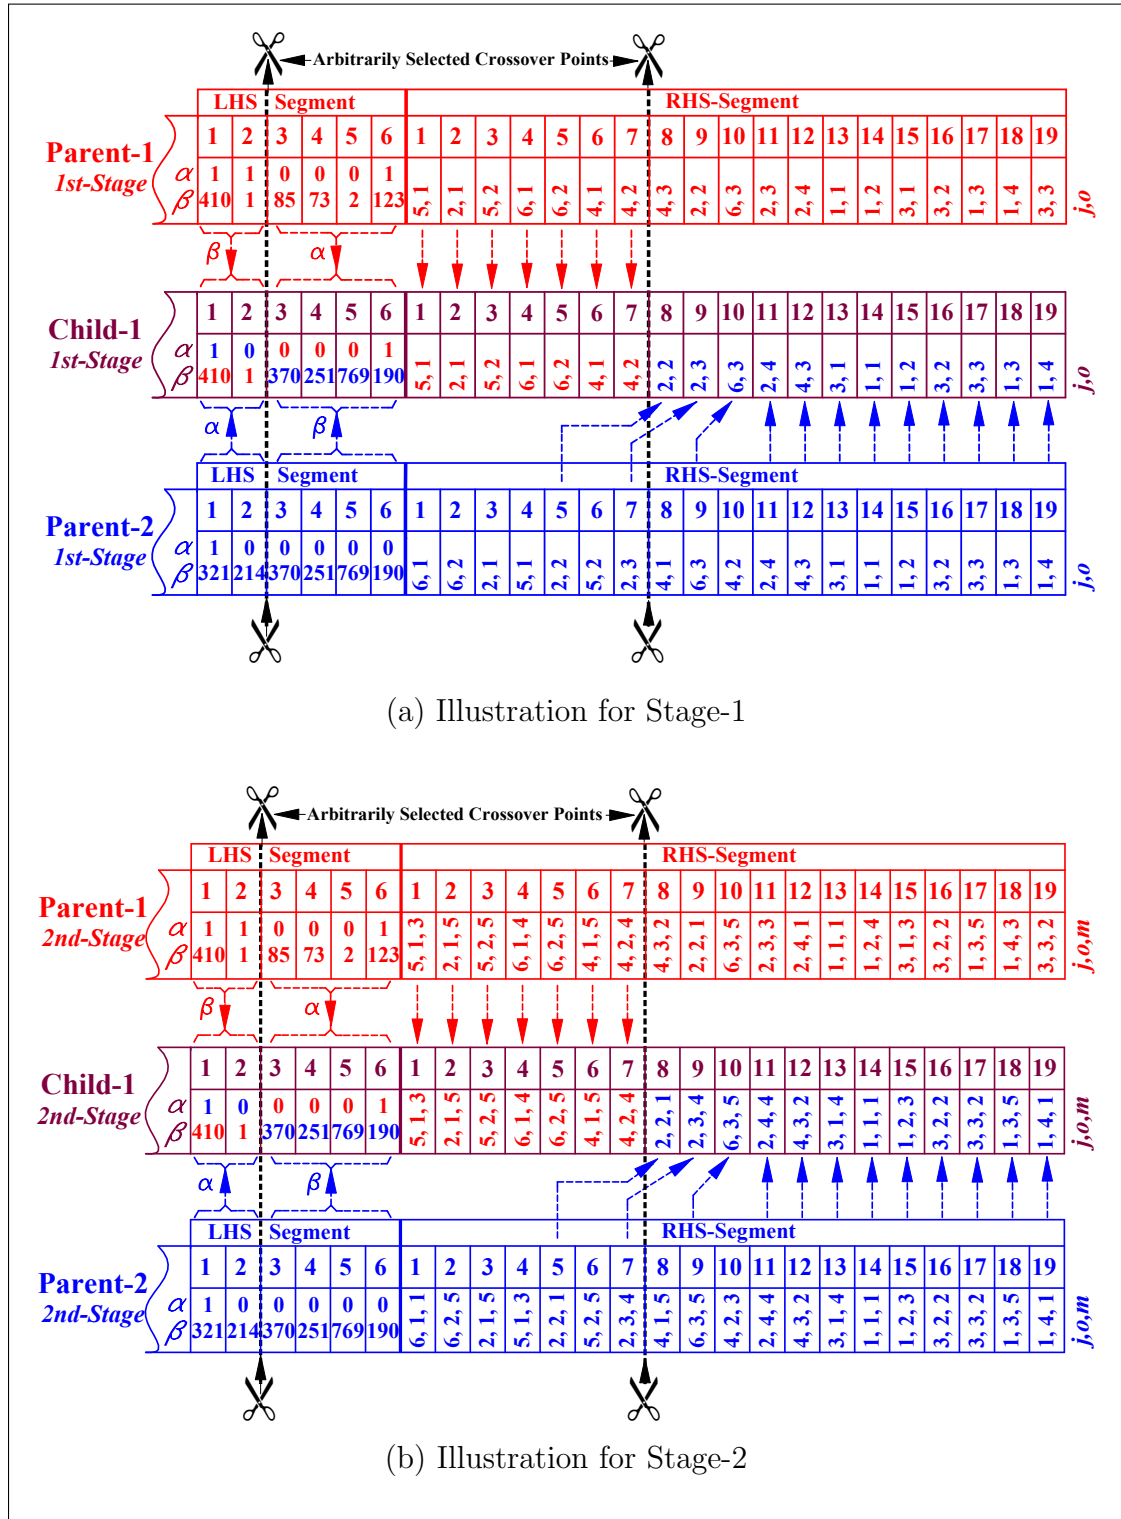 Arbitrarily Selected Crossover Points
LHS Segment RHS-Segment
1 2 3 4 5 6 1 2 3 4 5 6 7 8 9 10 11 12 13 14 15 16 17 18 19
Parent-1
1st-Stage
α 1 1 0 0 0 1
β 410 1 85 73 2 123
5, 1 2, 1 5, 2 6, 1 6, 2 4, 1 4, 2 4, 3 2, 2 6, 3 2, 3 2, 4 1, 1 1, 2 3, 1 3, 2 1, 3 1, 4 3, 3 j,o
β α
1 2 3 4 5 6 1 2 3 4 5 6 7 8 9 10 11 12 13 14 15 16 17 18 19
Child-1
1st-Stage
α 1 0 0 0 0 1
β 410 1 370 251 769 190
5, 1 2, 1 5, 2 6, 1 6, 2 4, 1 4, 2 2, 2 2, 3 6, 3 2, 4 4, 3 3, 1 1, 1 1, 2 3, 2 3, 3 1, 3 1, 4 j,o
α β
LHS Segment RHS-Segment
1 2 3 4 5 6 1 2 3 4 5 6 7 8 9 10 11 12 13 14 15 16 17 18 19
Parent-2
1st-Stage
α 1 0 0 0 0 0
β 321 214 370 251 769 190
6, 1 6, 2 2, 1 5, 1 2, 2 5, 2 2, 3 4, 1 6, 3 4, 2 2, 4 4, 3 3, 1 1, 1 1, 2 3, 2 3, 3 1, 3 1, 4 j,o
(a) Illustration for Stage-1
Arbitrarily Selected Crossover Points
LHS Segment RHS-Segment
1 2 3 4 5 6 1 2 3 4 5 6 7 8 9 10 11 12 13 14 15 16 17 18 19
Parent-1
2nd-Stage
α 1 1 0 0 0 1
β 410 1 85 73 2 123
5, 1, 3 2, 1, 5 5, 2, 5 6, 1, 4 6, 2, 5 4, 1, 5 4, 2, 4 4, 3, 2 2, 2, 1 6, 3, 5 2, 3, 3 2, 4, 1 1, 1, 1 1, 2, 4 3, 1, 3 3, 2, 2 1, 3, 5 1, 4, 3 3, 3, 2 j,o,m
β α
1 2 3 4 5 6 1 2 3 4 5 6 7 8 9 10 11 12 13 14 15 16 17 18 19
Child-1
2nd-Stage
α 1 0 0 0 0 1
β 410 1 370 251 769 190
5, 1, 3 2, 1, 5 5, 2, 5 6, 1, 4 6, 2, 5 4, 1, 5 4, 2, 4 2, 2, 1 2, 3, 4 6, 3, 5 2, 4, 4 4, 3, 2 3, 1, 4 1, 1, 1 1, 2, 3 3, 2, 2 3, 3, 2 1, 3, 5 1, 4, 1 j,o,m
α β
LHS Segment RHS-Segment
1 2 3 4 5 6 1 2 3 4 5 6 7 8 9 10 11 12 13 14 15 16 17 18 19
Parent-2
2nd-Stage
α 1 0 0 0 0 0
β 321 214 370 251 769 190
6, 1, 1 6, 2, 5 2, 1, 5 5, 1, 3 2, 2, 1 5, 2, 5 2, 3, 4 4, 1, 5 6, 3, 5 4, 2, 3 2, 4, 4 4, 3, 2 3, 1, 4 1, 1, 1 1, 2, 3 3, 2, 2 3, 3, 2 1, 3, 5 1, 4, 1 j,o,m
(b) Illustration for Stage-2